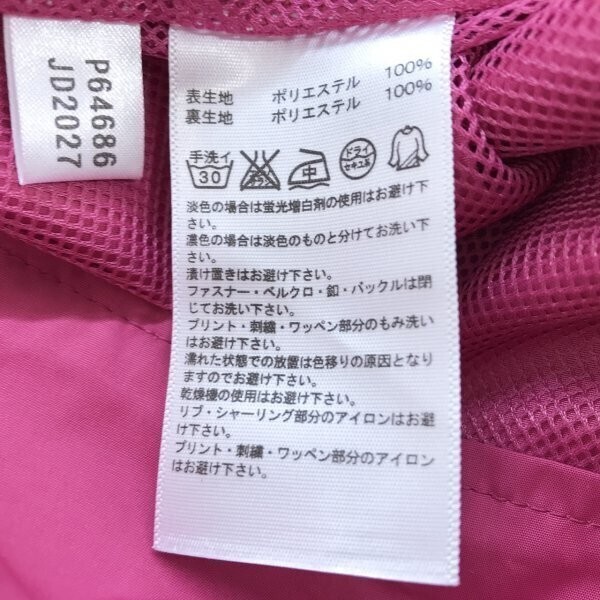 P64686
JD2027
表生地 ポリエステル 100%
裏生地 ポリエステル 100%
手洗イ
30
中
ドライ
セキユ系
淡色の場合は蛍光増白剤の使用はお避け下
さい。
濃色の場合は淡色のものと分けてお洗い下
さい。
漬け置きはお避け下さい。
ファスナー・ベルクロ・釦・バックルは閉
じてお洗い下さい。
プリント・刺繍・ワッペン部分のもみ洗い
はお避け下さい。
濡れた状態での放置は色移りの原因となり
ますのでお避け下さい。
乾燥機の使用はお避け下さい。
リブ・シャーリング部分のアイロンはお避
け下さい。
プリント・刺繍・ワッペン部分のアイロン
はお避け下さい。